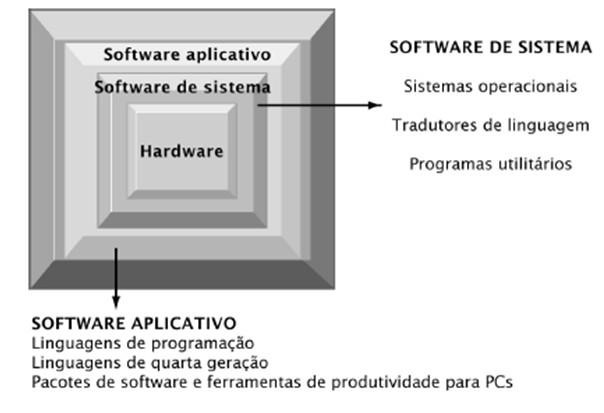 Software aplicativo
Software de sistema
Hardware
SOFTWARE DE SISTEMA
Sistemas operacionais
Tradutores de linguagem
Programas utilitários
SOFTWARE APLICATIVO
Linguagens de programação
Linguagens de quarta geração
Pacotes de software e ferramentas de produtividade para PCs